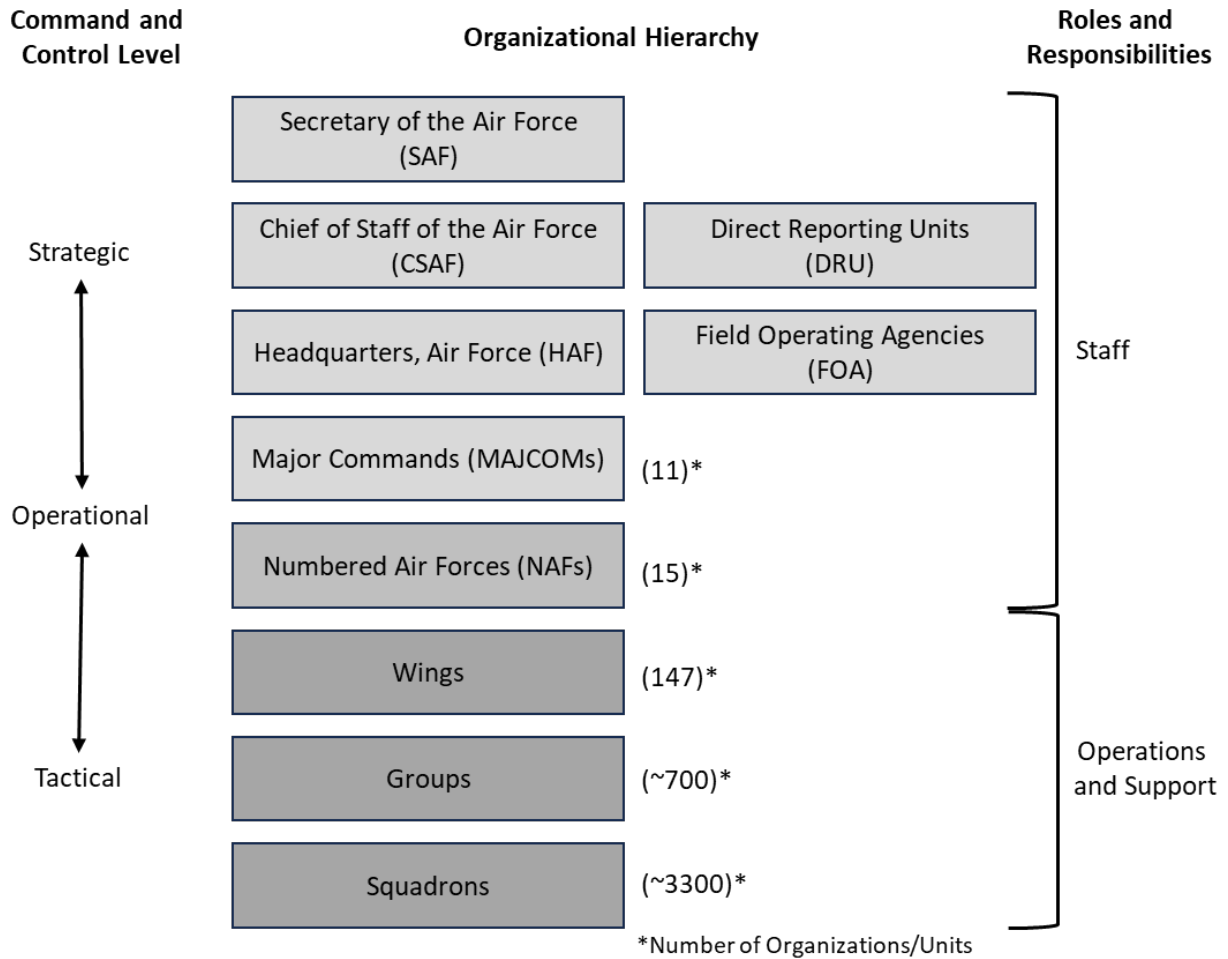 Command and
Control Level
Organizational Hierarchy
Roles and
Responsibilities
Secretary of the Air Force
(SAF)
Chief of Staff of the Air Force
(CSAF)
Direct Reporting Units
(DRU)
Strategic
Headquarters, Air Force (HAF)
Field Operating Agencies
(FOA)
Staff
Major Commands (MAJCOMs)
(11)*
Operational
Numbered Air Forces (NAFs)
(15)*
Wings
(147)*
Tactical
Groups
(~700)*
Operations
and Support
Squadrons
(~3300)*
*Number of Organizations/Units